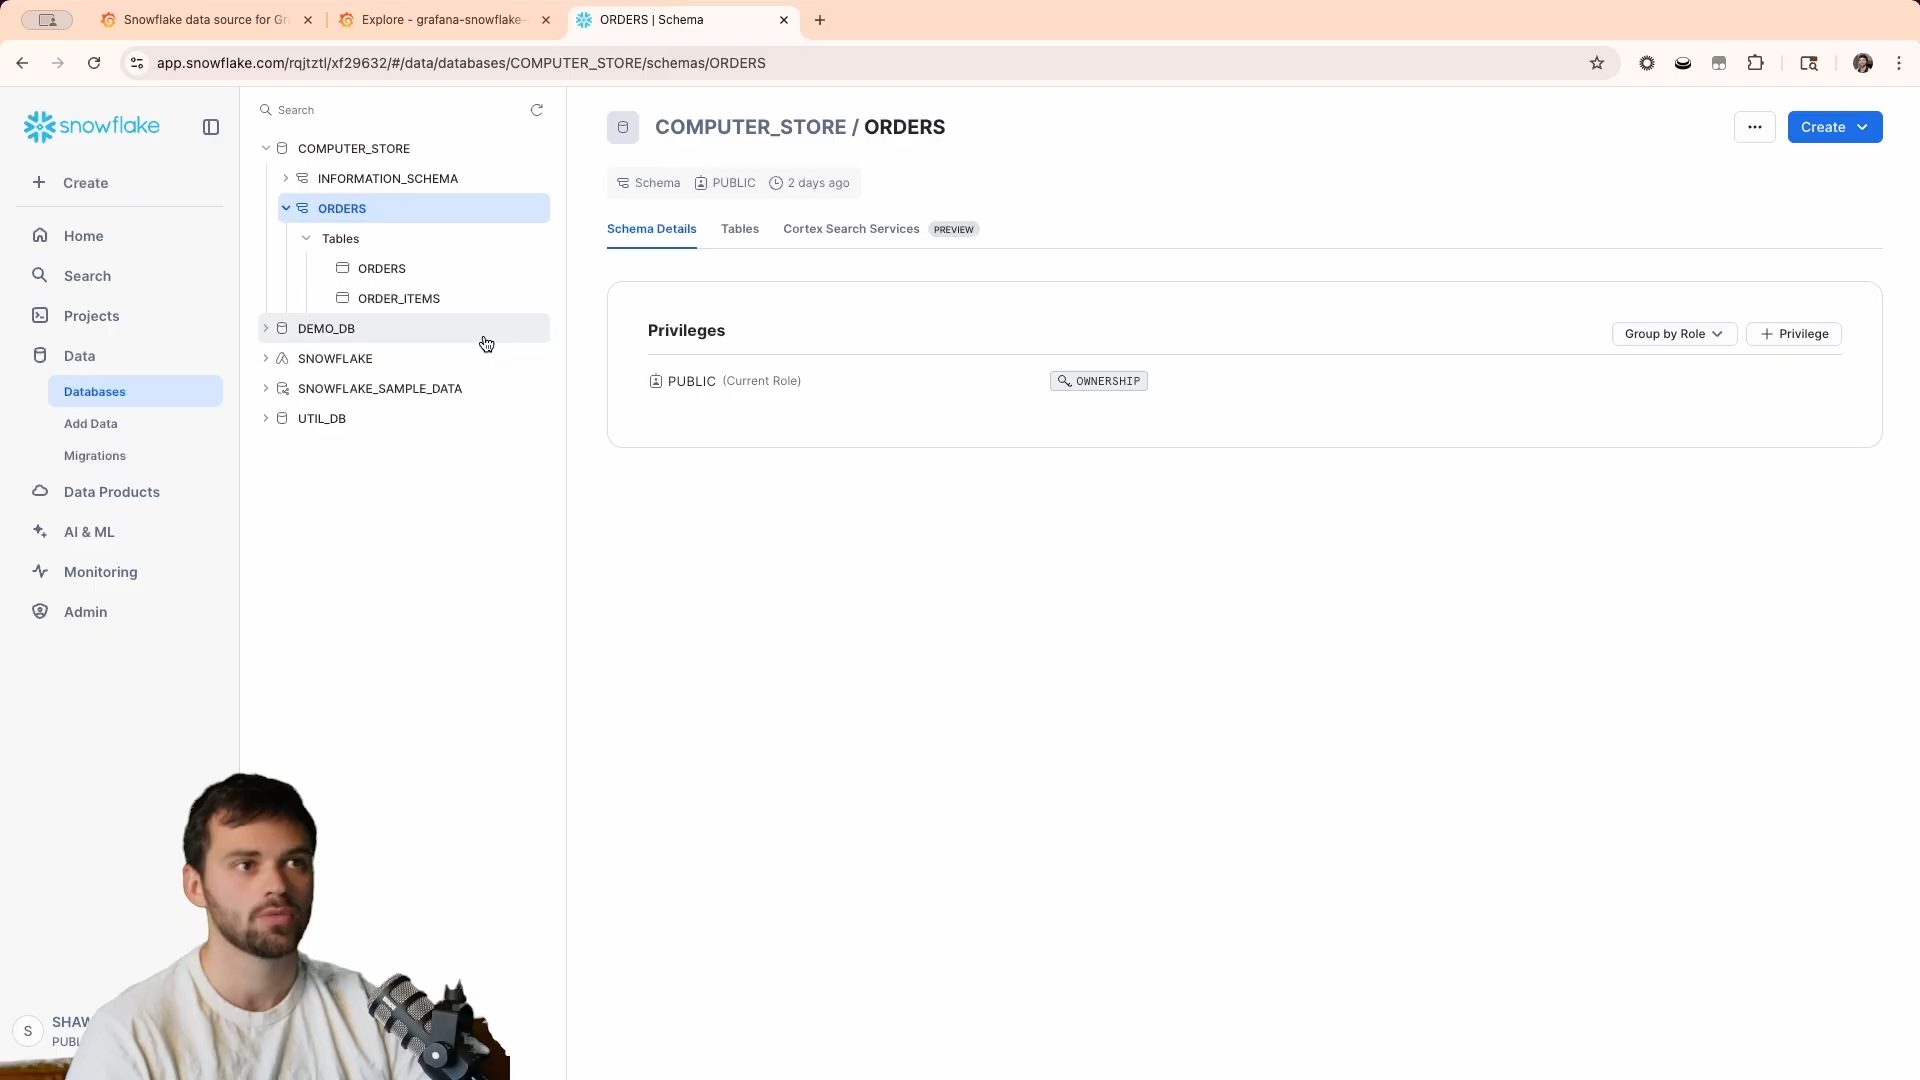 Snowflake data source for Gr
Explore - grafana-snowflake-
ORDERS | Schema
app.snowflake.com/rqjtztl/xf29632/#/data/databases/COMPUTER_STORE/schemas/ORDERS
snowflake
Create
Home
Search
Projects
Data
Databases
Add Data
Migrations
Data Products
AI & ML
Monitoring
Admin
S
SHAW
PUBL
Search
COMPUTER_STORE
INFORMATION_SCHEMA
ORDERS
Tables
ORDERS
ORDER_ITEMS
DEMO_DB
SNOWFLAKE
SNOWFLAKE_SAMPLE_DATA
UTIL_DB
COMPUTER_STORE / ORDERS
Create
Schema PUBLIC 2 days ago
Schema Details Tables Cortex Search Services PREVIEW
Privileges
Group by Role
Privilege
PUBLIC (Current Role) OWNERSHIP